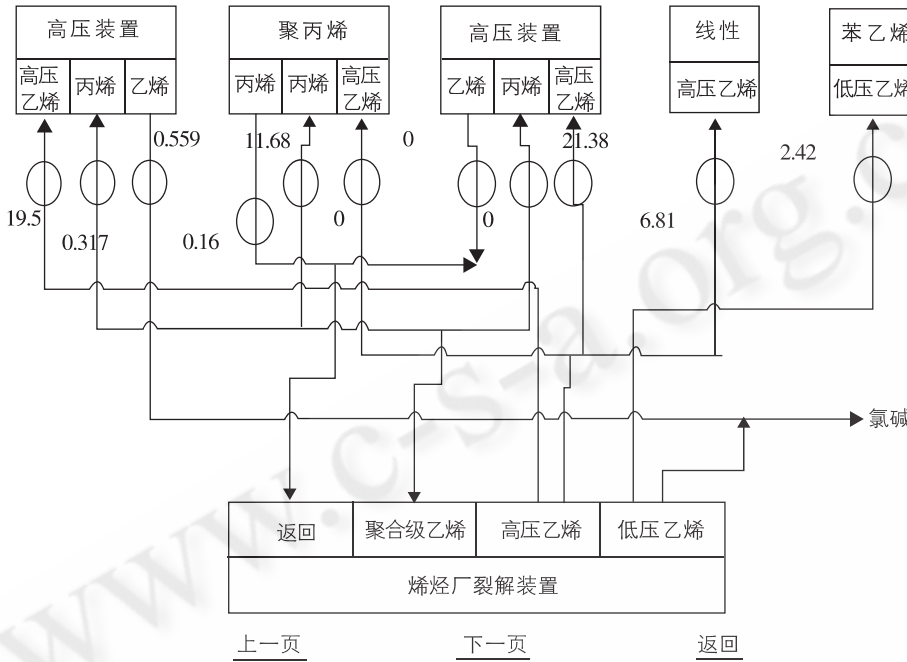 高压装置
聚丙烯
高压装置
线性
苯乙烯
高压乙烯
丙烯
乙烯
丙烯
丙烯
高压乙烯
乙烯
丙烯
高压乙烯
高压乙烯
低压乙烯
0.559
11.68
0
21.38
2.42
19.5
0.317
0.16
0
0
6.81
氯碱
返回
聚合级乙烯
高压乙烯
低压乙烯
烯烃厂裂解装置
上一页
下一页
返回
www.c-s-a.org.c